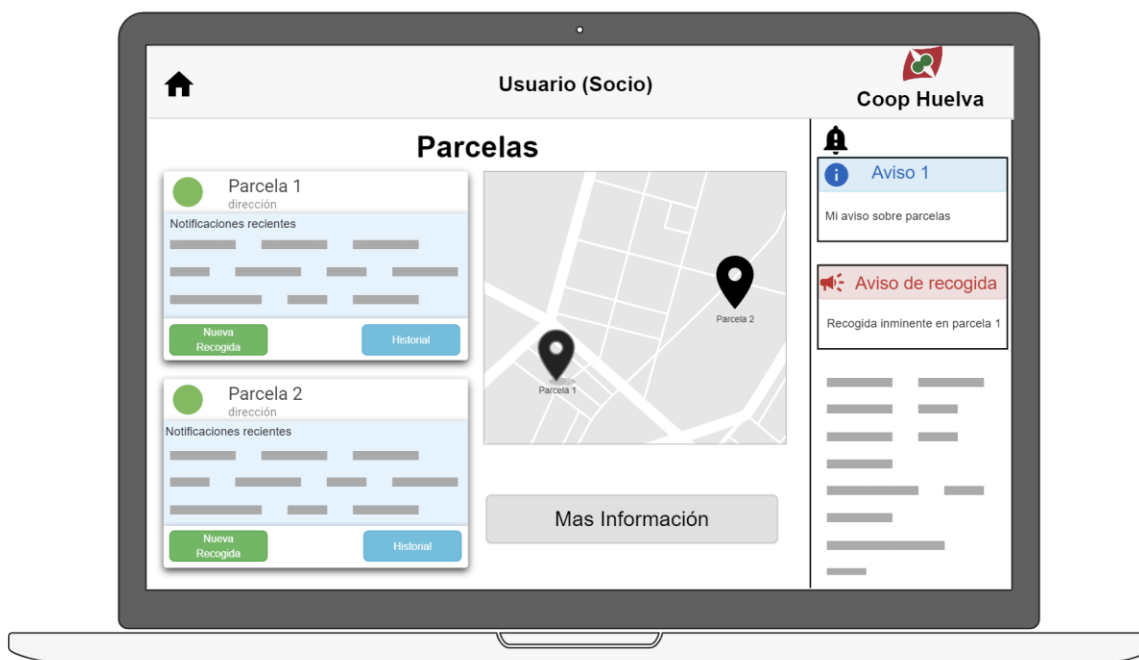 Usuario (Socio)
Coop Huelva
Parcelas
Parcela 1
dirección
Notificaciones recientes
Nueva
Recogida
Historial
Parcela 2
dirección
Notificaciones recientes
Nueva
Recogida
Historial
Parcela 2
Parcela 1
Mas Información
Aviso 1
Mi aviso sobre parcelas
Aviso de recogida
Recogida inminente en parcela 1